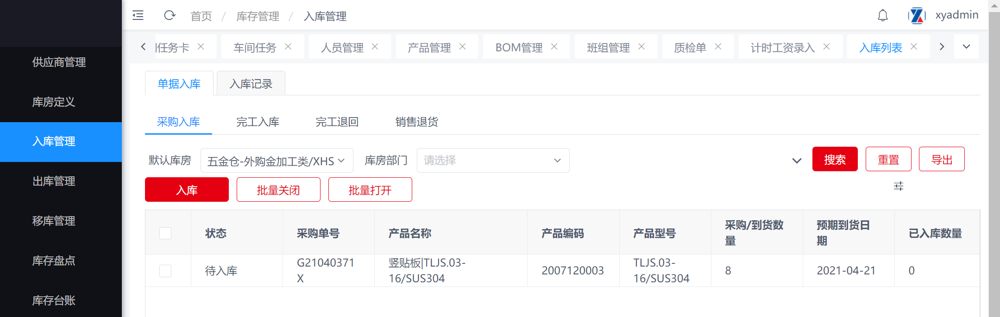 首页 / 库存管理 / 入库管理
xyadmin
任务卡
车间任务
人员管理
产品管理
BOM管理
班组管理
质检单
计时工资录入
入库列表
供应商管理
库房定义
入库管理
出库管理
移库管理
库存盘点
库存台账
单据入库
入库记录
采购入库
完工入库
完工退回
销售退货
默认库房
五金仓-外购金加工类/XHS
库房部门
请选择
搜索
重置
导出
入库
批量关闭
批量打开
状态
采购单号
产品名称
产品编码
产品型号
采购/到货数
量
预期到货日
期
已入库数量
待入库
G21040371
X
竖贴板|TLJS.03-
16/SUS304
2007120003
TLJS.03-
16/SUS304
8
2021-04-21
0